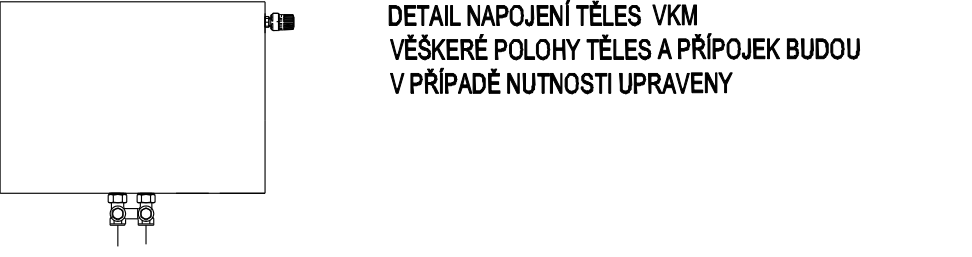 DETAIL NAPOJENÍ TĚLES VKM
VĚŠKERÉ POLOHY TĚLES A PŘÍPOJEK BUDOU
V PŘÍPADĚ NUTNOSTI UPRAVENY